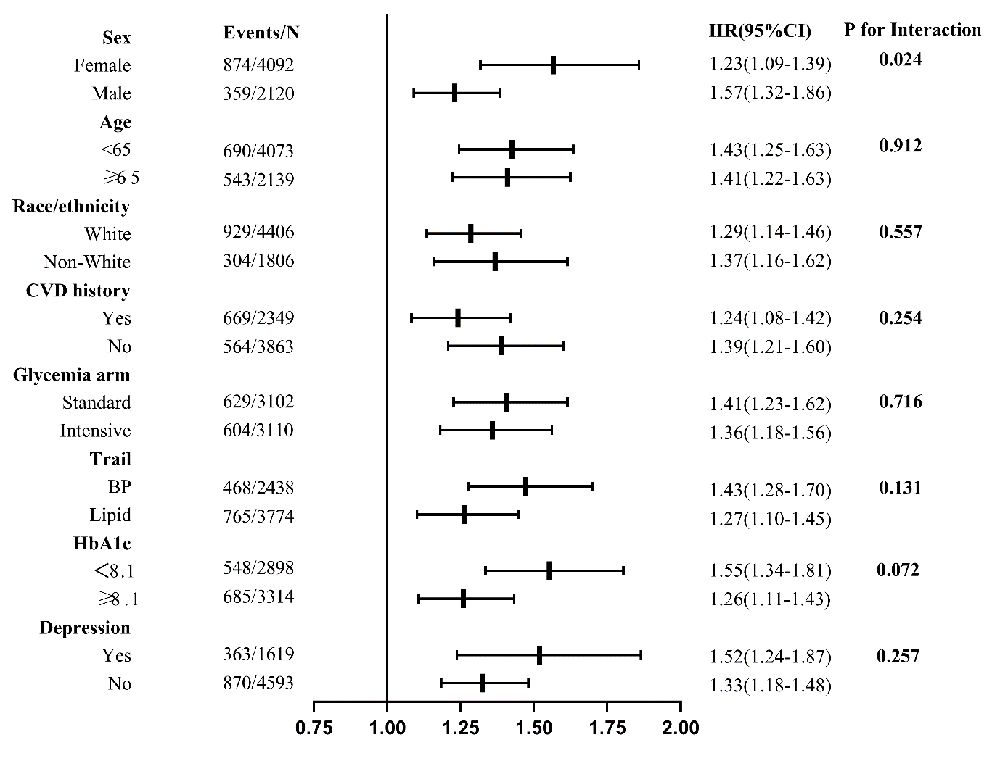 Sex Events/N HR(95%CI) P for Interaction
Female 874/4092 1.23(1.09-1.39) 0.024
Male 359/2120 1.57(1.32-1.86)
Age
<65 690/4073 1.43(1.25-1.63) 0.912
≥65 543/2139 1.41(1.22-1.63)
Race/ethnicity
White 929/4406 1.29(1.14-1.46) 0.557
Non-White 304/1806 1.37(1.16-1.62)
CVD history
Yes 669/2349 1.24(1.08-1.42) 0.254
No 564/3863 1.39(1.21-1.60)
Glycemia arm
Standard 629/3102 1.41(1.23-1.62) 0.716
Intensive 604/3110 1.36(1.18-1.56)
Trail
BP 468/2438 1.43(1.28-1.70) 0.131
Lipid 765/3774 1.27(1.10-1.45)
HbA1c
<8.1 548/2898 1.55(1.34-1.81) 0.072
≥8.1 685/3314 1.26(1.11-1.43)
Depression
Yes 363/1619 1.52(1.24-1.87) 0.257
No 870/4593 1.33(1.18-1.48)
0.75 1.00 1.25 1.50 1.75 2.00